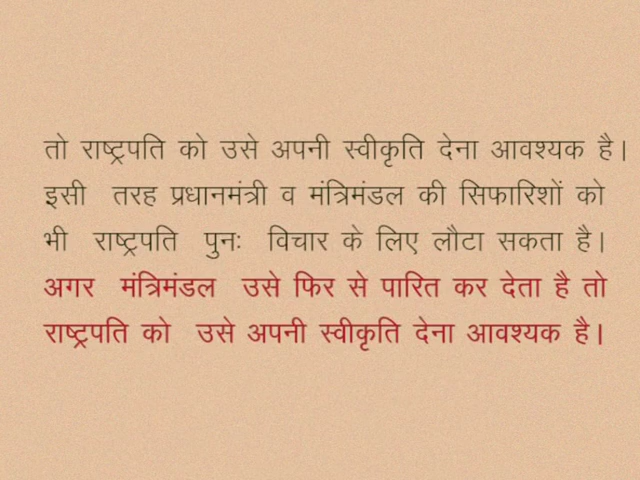 तो राष्ट्रपति को उसे अपनी स्वीकृति देना आवश्यक है।
इसी तरह प्रधानमंत्री व मंत्रिमंडल की सिफारिशों को
भी राष्ट्रपति पुनः विचार के लिए लौटा सकता है।
अगर मंत्रिमंडल उसे फिर से पारित कर देता है तो
राष्ट्रपति को उसे अपनी स्वीकृति देना आवश्यक है।